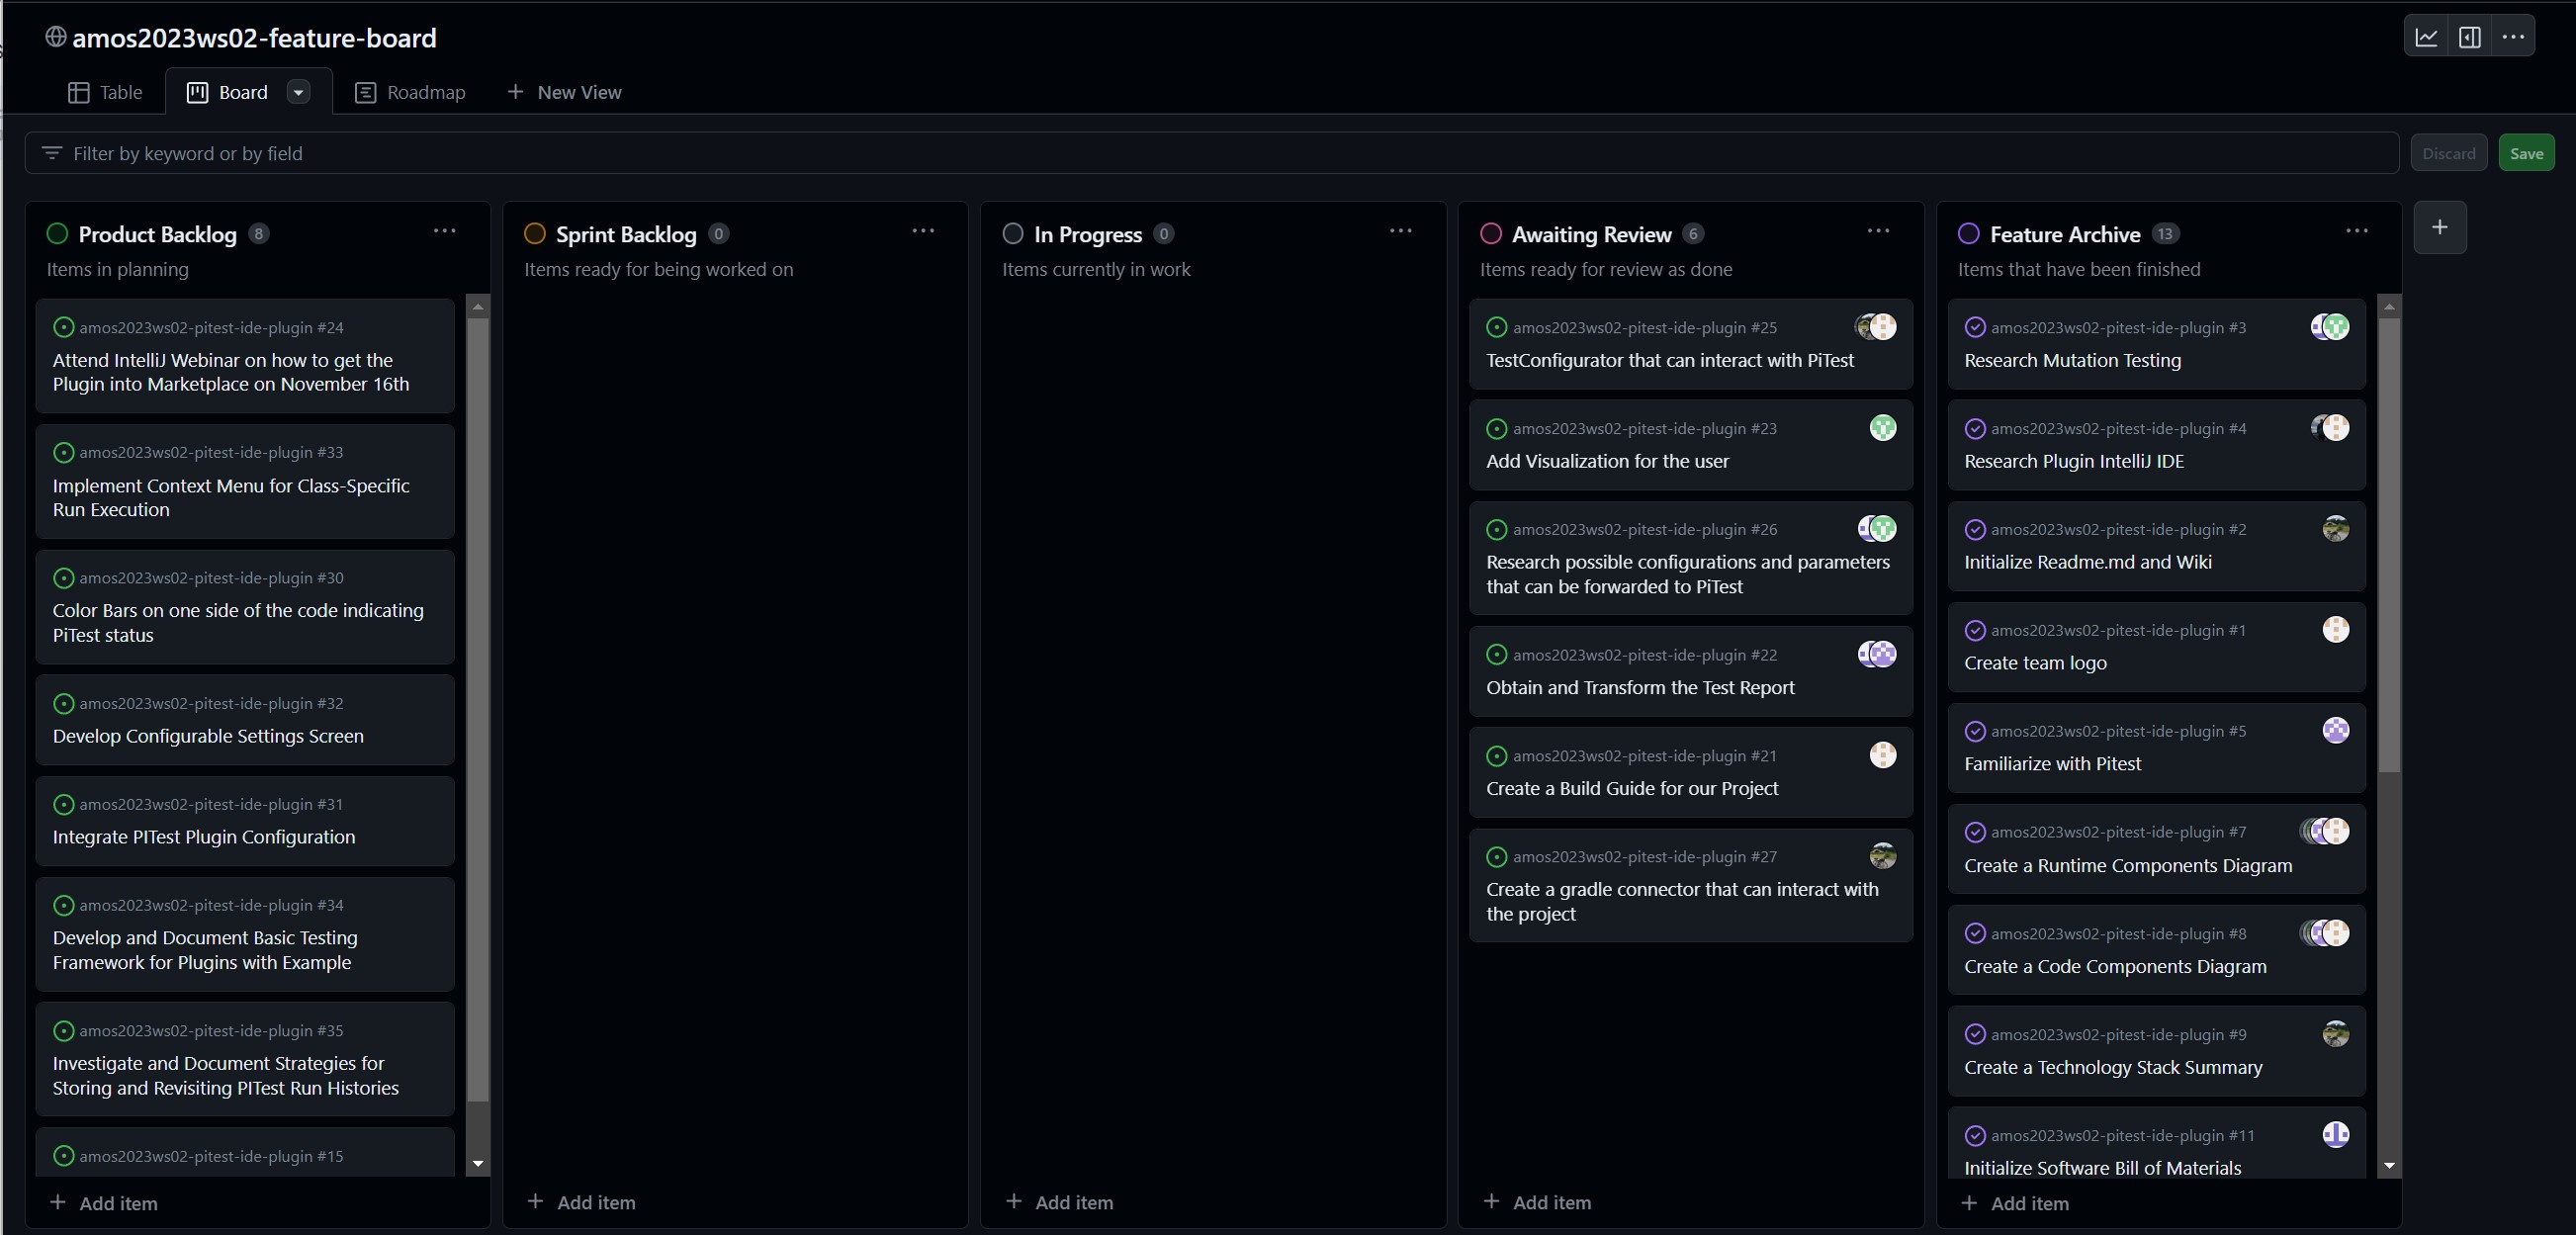 amos2023ws02-feature-board
Table
Board
Roadmap
New View
Filter by keyword or by field
Discard
Save
Product Backlog 8
Items in planning
amos2023ws02-pitest-ide-plugin #24
Attend IntelliJ Webinar on how to get the
Plugin into Marketplace on November 16th
amos2023ws02-pitest-ide-plugin #33
Implement Context Menu for Class-Specific
Run Execution
amos2023ws02-pitest-ide-plugin #30
Color Bars on one side of the code indicating
PiTest status
amos2023ws02-pitest-ide-plugin #32
Develop Configurable Settings Screen
amos2023ws02-pitest-ide-plugin #31
Integrate PITest Plugin Configuration
amos2023ws02-pitest-ide-plugin #34
Develop and Document Basic Testing
Framework for Plugins with Example
amos2023ws02-pitest-ide-plugin #35
Investigate and Document Strategies for
Storing and Revisiting PITest Run Histories
amos2023ws02-pitest-ide-plugin #15
+ Add item
Sprint Backlog 0
Items ready for being worked on
+ Add item
In Progress 0
Items currently in work
+ Add item
Awaiting Review 6
Items ready for review as done
amos2023ws02-pitest-ide-plugin #25
TestConfigurator that can interact with PiTest
amos2023ws02-pitest-ide-plugin #23
Add Visualization for the user
amos2023ws02-pitest-ide-plugin #26
Research possible configurations and parameters
that can be forwarded to PiTest
amos2023ws02-pitest-ide-plugin #22
Obtain and Transform the Test Report
amos2023ws02-pitest-ide-plugin #21
Create a Build Guide for our Project
amos2023ws02-pitest-ide-plugin #27
Create a gradle connector that can interact with
the project
+ Add item
Feature Archive 13
Items that have been finished
amos2023ws02-pitest-ide-plugin #3
Research Mutation Testing
amos2023ws02-pitest-ide-plugin #4
Research Plugin IntelliJ IDE
amos2023ws02-pitest-ide-plugin #2
Initialize Readme.md and Wiki
amos2023ws02-pitest-ide-plugin #1
Create team logo
amos2023ws02-pitest-ide-plugin #5
Familiarize with Pitest
amos2023ws02-pitest-ide-plugin #7
Create a Runtime Components Diagram
amos2023ws02-pitest-ide-plugin #8
Create a Code Components Diagram
amos2023ws02-pitest-ide-plugin #9
Create a Technology Stack Summary
amos2023ws02-pitest-ide-plugin #11
Initialize Software Bill of Materials
+ Add item